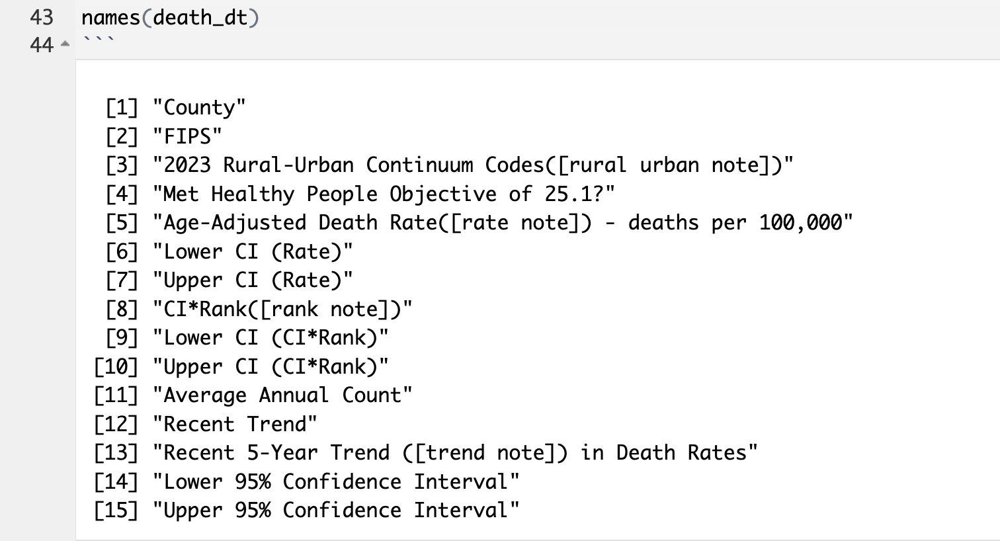 43 names(death_dt)
44 ```
[1] "County"
[2] "FIPS"
[3] "2023 Rural-Urban Continuum Codes([rural urban note])"
[4] "Met Healthy People Objective of 25.1?"
[5] "Age-Adjusted Death Rate([rate note]) - deaths per 100,000"
[6] "Lower CI (Rate)"
[7] "Upper CI (Rate)"
[8] "CI*Rank([rank note])"
[9] "Lower CI (CI*Rank)"
[10] "Upper CI (CI*Rank)"
[11] "Average Annual Count"
[12] "Recent Trend"
[13] "Recent 5-Year Trend ([trend note]) in Death Rates"
[14] "Lower 95% Confidence Interval"
[15] "Upper 95% Confidence Interval"